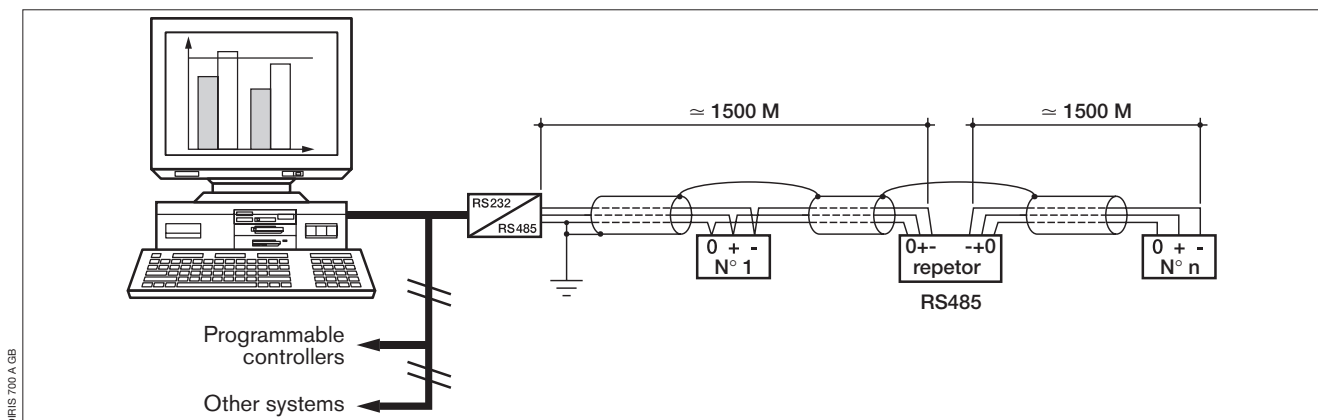 ≃ 1500 M
≃ 1500 M
RS232
RS485
0 + -
N° 1
0+-
-+0
repetor
RS485
0 + -
N° n
Programmable
controllers
Other systems
DIRIS 700 A GB